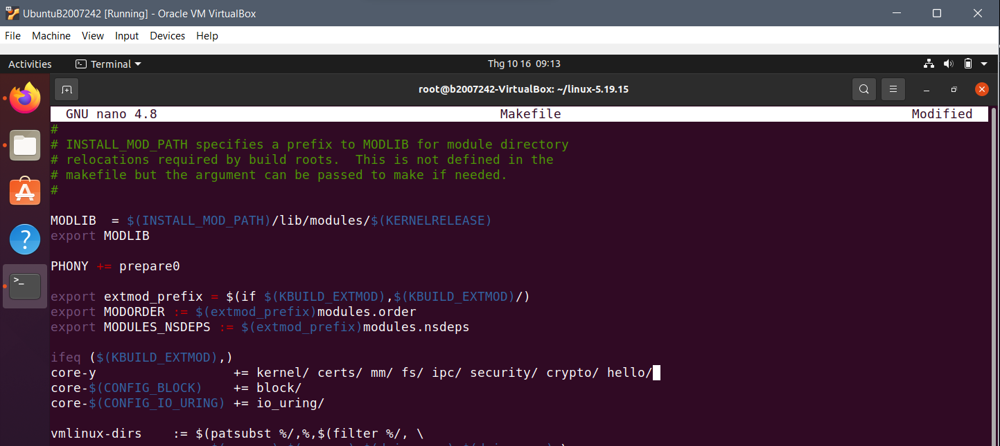 UbuntuB2007242 [Running] - Oracle VM VirtualBox
File Machine View Input Devices Help
Activities Terminal Thg 10 16 09:13
root@b2007242-VirtualBox: ~/linux-5.19.15
GNU nano 4.8 Makefile Modified
#
# INSTALL_MOD_PATH specifies a prefix to MODLIB for module directory
# relocations required by build roots.  This is not defined in the
# makefile but the argument can be passed to make if needed.
#
MODLIB  = $(INSTALL_MOD_PATH)/lib/modules/$(KERNELRELEASE)
export MODLIB
PHONY += prepare0
export extmod_prefix = $(if $(KBUILD_EXTMOD),$(KBUILD_EXTMOD)/)
export MODORDER := $(extmod_prefix)modules.order
export MODULES_NSDEPS := $(extmod_prefix)modules.nsdeps
ifeq ($(KBUILD_EXTMOD),)
core-y                  += kernel/ certs/ mm/ fs/ ipc/ security/ crypto/ hello/
core-$(CONFIG_BLOCK)    += block/
core-$(CONFIG_IO_URING) += io_uring/
vmlinux-dirs    := $(patsubst %/,%,$(filter %/, \